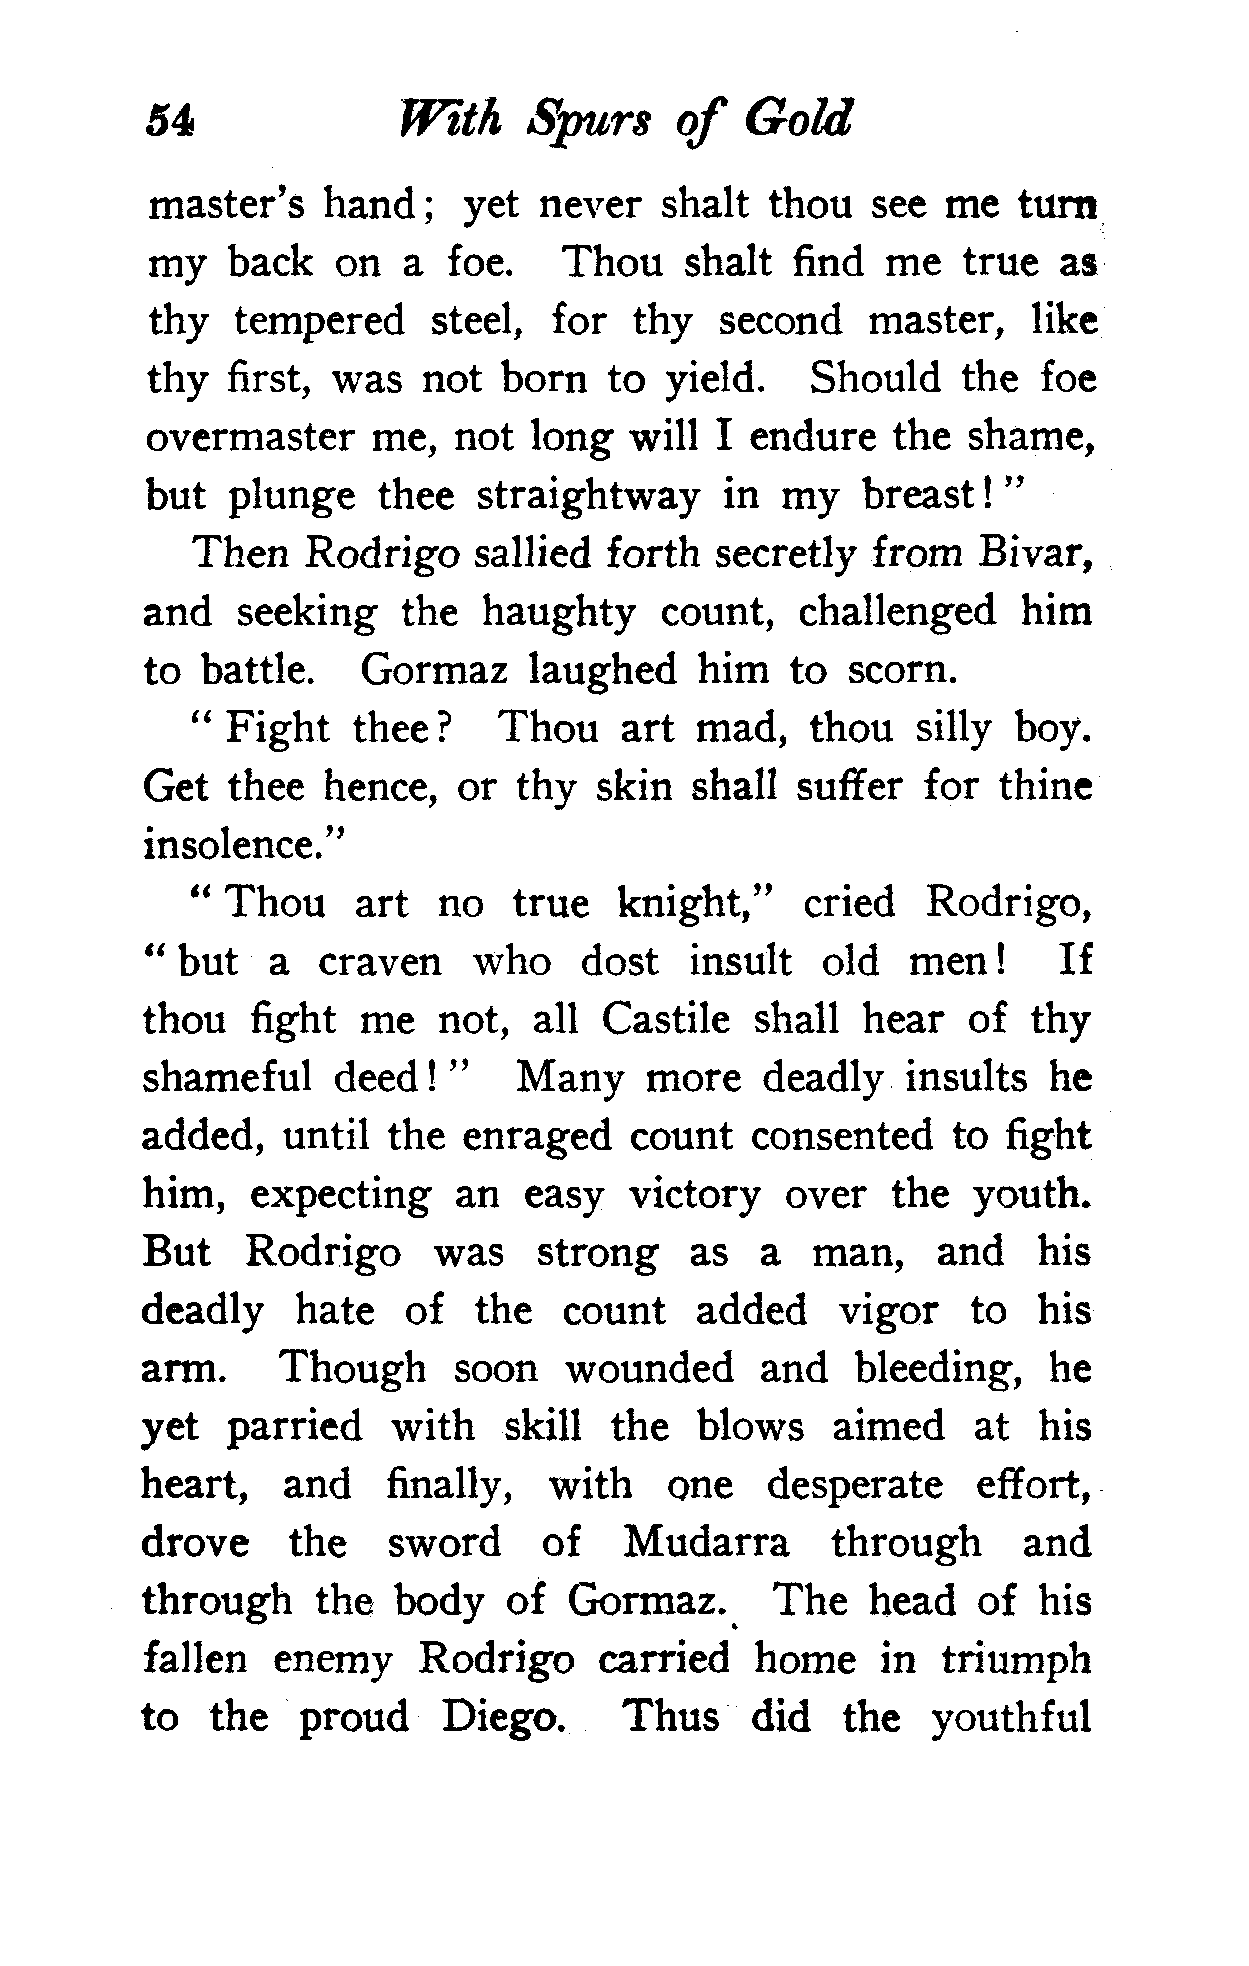 54 With Spurs of Gold
master's hand; yet never shalt thou see me turn
my back on a foe. Thou shalt find me true as
thy tempered steel, for thy second master, like
thy first, was not born to yield. Should the foe
overmaster me, not long will I endure the shame,
but plunge thee straightway in my breast!"
Then Rodrigo sallied forth secretly from Bivar,
and seeking the haughty count, challenged him
to battle. Gormaz laughed him to scorn.
"Fight thee? Thou art mad, thou silly boy.
Get thee hence, or thy skin shall suffer for thine
insolence."
"Thou art no true knight," cried Rodrigo,
"but a craven who dost insult old men! If
thou fight me not, all Castile shall hear of thy
shameful deed!" Many more deadly insults he
added, until the enraged count consented to fight
him, expecting an easy victory over the youth.
But Rodrigo was strong as a man, and his
deadly hate of the count added vigor to his
arm. Though soon wounded and bleeding, he
yet parried with skill the blows aimed at his
heart, and finally, with one desperate effort,
drove the sword of Mudarra through and
through the body of Gormaz. The head of his
fallen enemy Rodrigo carried home in triumph
to the proud Diego. Thus did the youthful